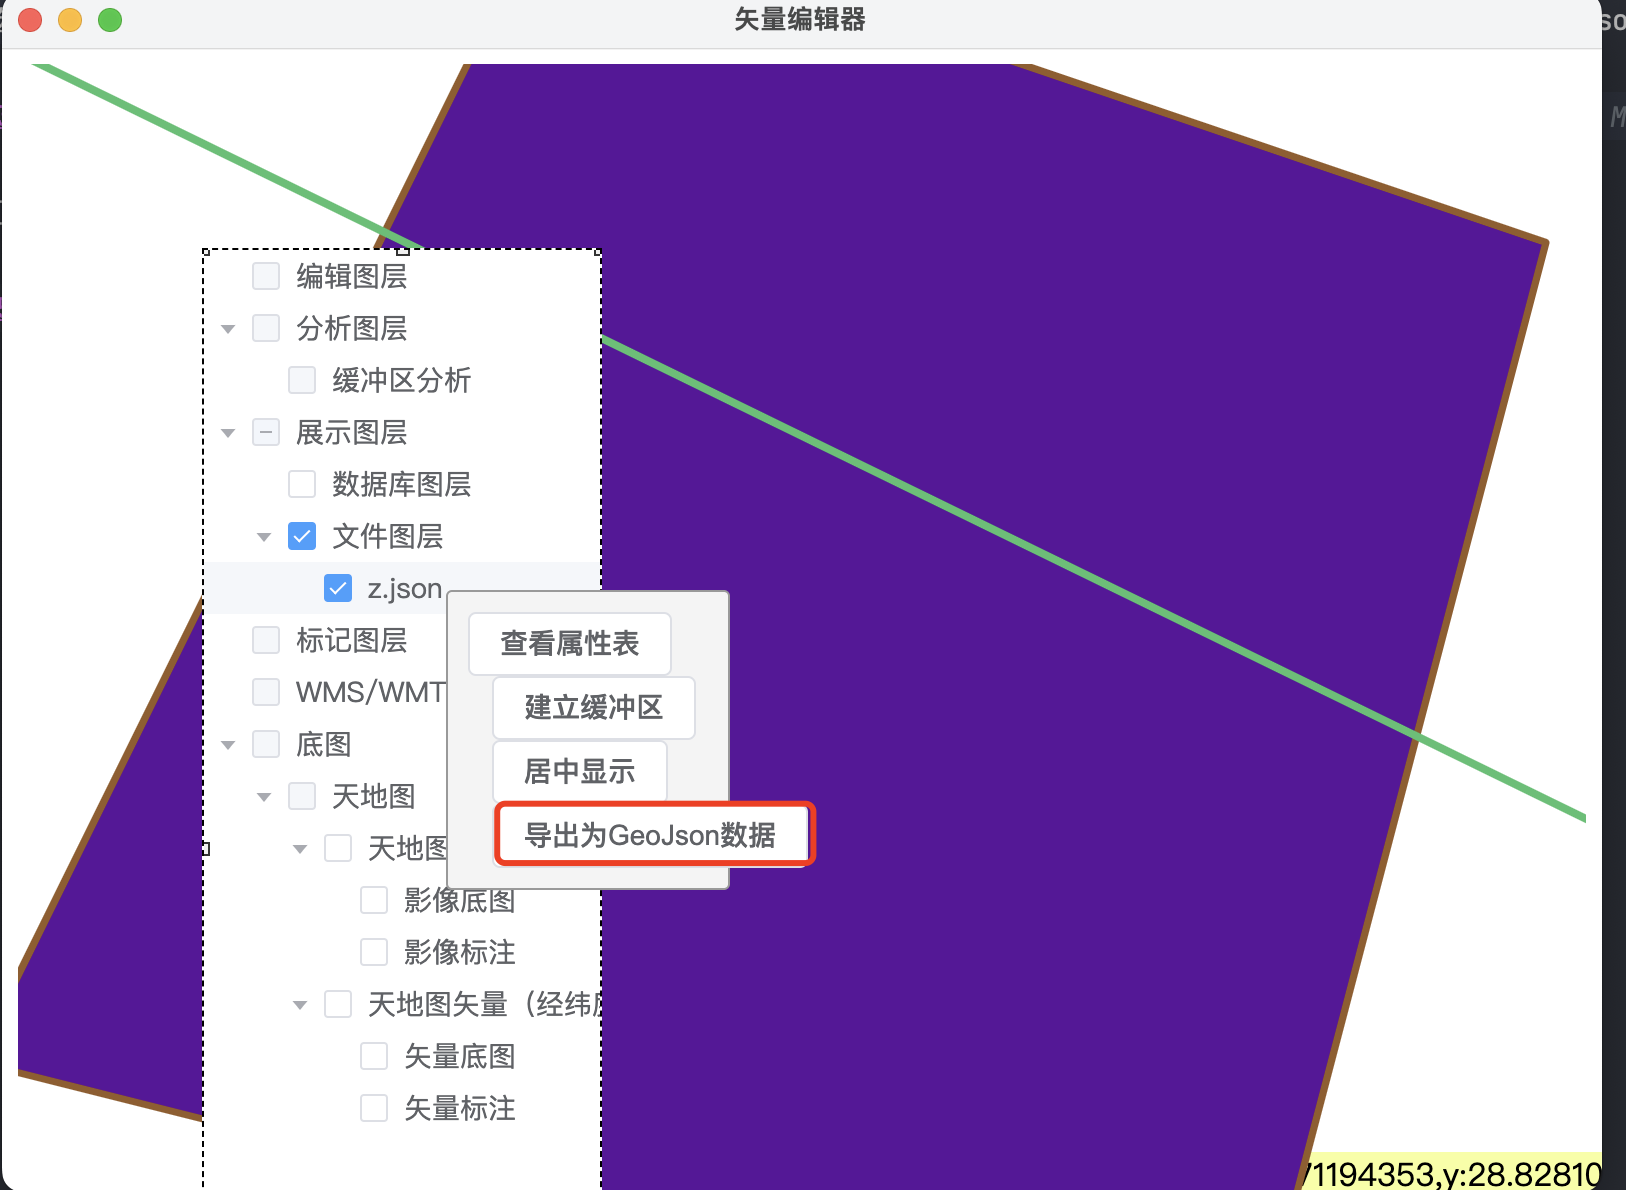 矢量编辑器
so
M
编辑图层
分析图层
缓冲区分析
展示图层
数据库图层
文件图层
z.json
查看属性表
标记图层
WMS/WMT
建立缓冲区
底图
居中显示
天地图
导出为GeoJson数据
天地图
影像底图
影像标注
天地图矢量（经纬度
矢量底图
矢量标注
71194353,y:28.82810